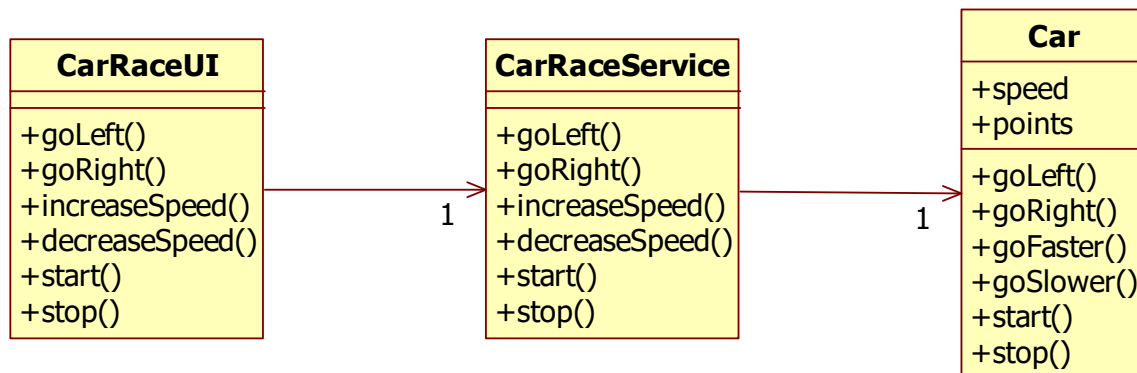 CarRaceUI
+goLeft()
+goRight()
+increaseSpeed()
+decreaseSpeed()
+start()
+stop()
1
CarRaceService
+goLeft()
+goRight()
+increaseSpeed()
+decreaseSpeed()
+start()
+stop()
1
Car
+speed
+points
+goLeft()
+goRight()
+goFaster()
+goSlower()
+start()
+stop()